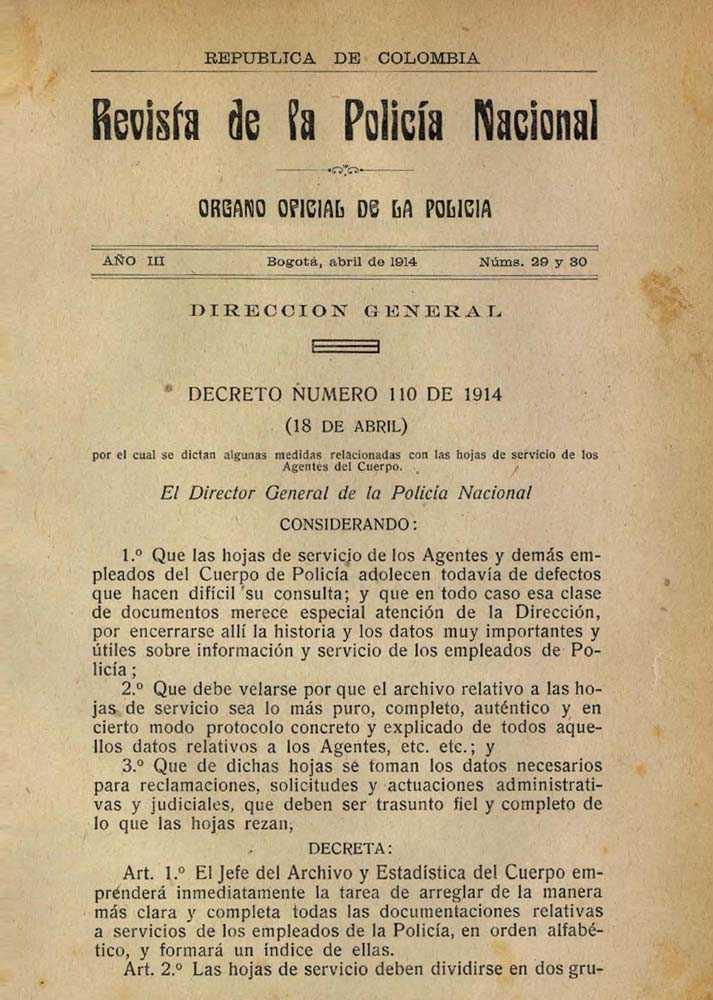 REPUBLICA DE COLOMBIA
Revista de la Policía Nacional
ORGANO OFICIAL DE LA POLICIA
AÑO III Bogotá, abril de 1914 Núms. 29 y 30
DIRECCION GENERAL
DECRETO NUMERO 110 DE 1914
(18 DE ABRIL)
por el cual se dictan algunas medidas relacionadas con las hojas de servicio de los
Agentes del Cuerpo.
El Director General de la Policía Nacional
CONSIDERANDO:
1.º Que las hojas de servicio de los Agentes y demás em-
pleados del Cuerpo de Policía adolecen todavía de defectos
que hacen difícil su consulta; y que en todo caso esa clase
de documentos merece especial atención de la Dirección,
por encerrarse allí la historia y los datos muy importantes y
útiles sobre información y servicio de los empleados de Po-
licía;
2.º Que debe velarse por que el archivo relativo a las ho-
jas de servicio sea lo más puro, completo, auténtico y en
cierto modo protocolo concreto y explicado de todos aque-
llos datos relativos a los Agentes, etc. etc.; y
3.º Que de dichas hojas se toman los datos necesarios
para reclamaciones, solicitudes y actuaciones administrati-
vas y judiciales, que deben ser trasunto fiel y completo de
lo que las hojas rezan,
DECRETA:
Art. 1.º El Jefe del Archivo y Estadística del Cuerpo em-
prenderá inmediatamente la tarea de arreglar de la manera
más clara y completa todas las documentaciones relativas
a servicios de los empleados de la Policía, en orden alfabé-
tico, y formará un índice de ellas.
Art. 2.º Las hojas de servicio deben dividirse en dos gru-